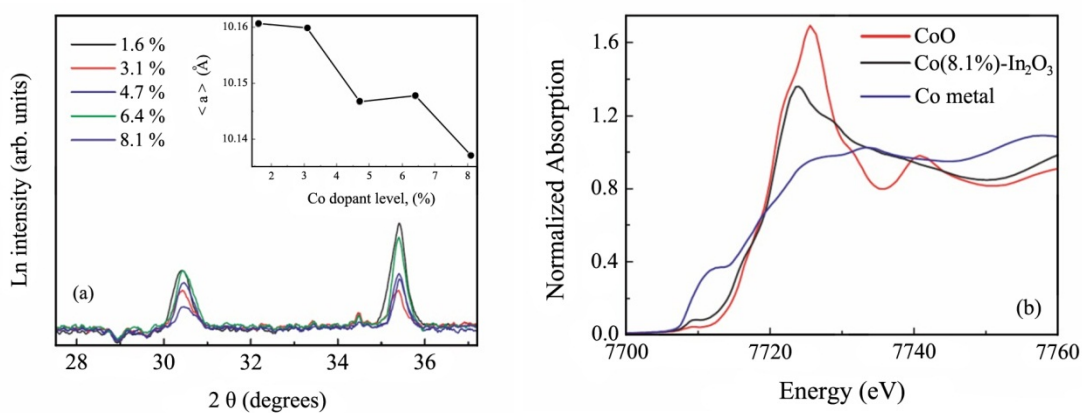 1.6 %
3.1 %
4.7 %
6.4 %
8.1 %
10.16
10.15
10.14
< a > (Å)
2 3 4 5 6 7 8
Co dopant level, (%)
Ln intensity (arb. units)
(a)
28 30 32 34 36
2 θ (degrees)
CoO
Co(8.1%)-In₂O₃
Co metal
1.6
1.2
0.8
0.4
0.0
Normalized Absorption
(b)
7700 7720 7740 7760
Energy (eV)